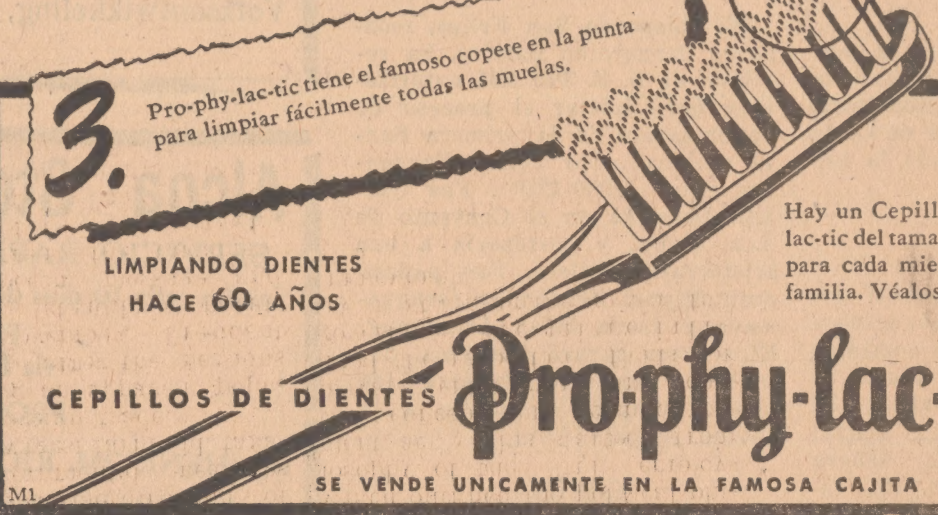 3.
Pro-phy-lac-tic tiene el famoso copete en la punta
para limpiar fácilmente todas las muelas.
LIMPIANDO DIENTES
HACE 60 AÑOS
Hay un Cepill
lac-tic del tama
para cada mie
familia. Véalos
CEPILLOS DE DIENTES Pro-phy-lac-
SE VENDE UNICAMENTE EN LA FAMOSA CAJITA
M1